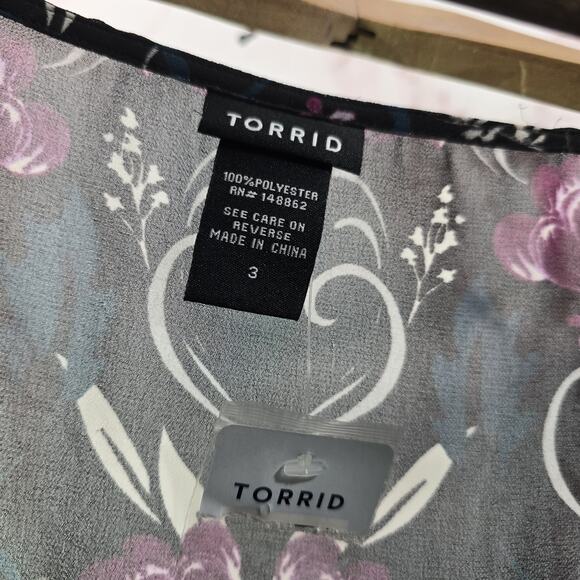 TORRID
100%POLYESTER
RN# 148862
SEE CARE ON
REVERSE
MADE IN CHINA
3
TORRID